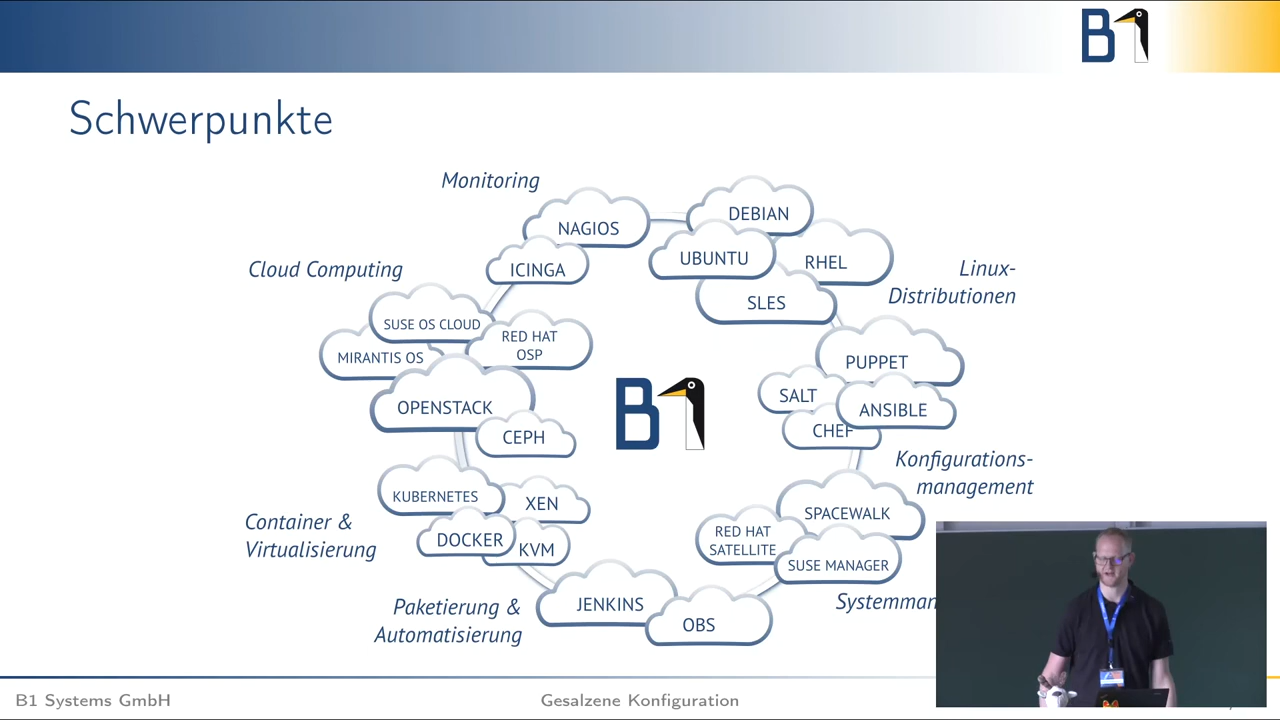 B1
Schwerpunkte
Monitoring
NAGIOS
ICINGA
DEBIAN
UBUNTU
RHEL
SLES
Linux-
Distributionen
Cloud Computing
SUSE OS CLOUD
MIRANTIS OS
RED HAT
OSP
OPENSTACK
CEPH
PUPPET
SALT
ANSIBLE
CHEF
Konfigurations-
management
B1
KUBERNETES
XEN
DOCKER
KVM
Container &
Virtualisierung
SPACEWALK
RED HAT
SATELLITE
SUSE MANAGER
Systemman
Paketierung &
Automatisierung
JENKINS
OBS
B1 Systems GmbH
Gesalzene Konfiguration